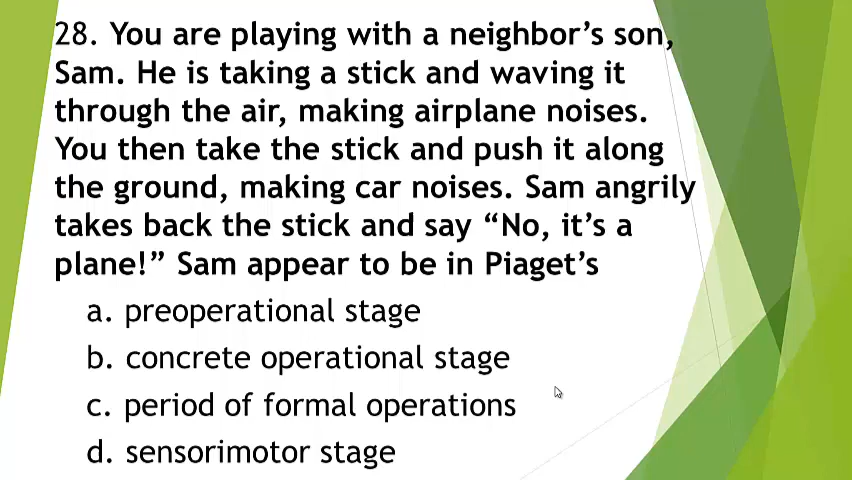 28. You are playing with a neighbor’s son,
Sam. He is taking a stick and waving it
through the air, making airplane noises.
You then take the stick and push it along
the ground, making car noises. Sam angrily
takes back the stick and say “No, it’s a
plane!” Sam appear to be in Piaget’s
a. preoperational stage
b. concrete operational stage
c. period of formal operations
d. sensorimotor stage